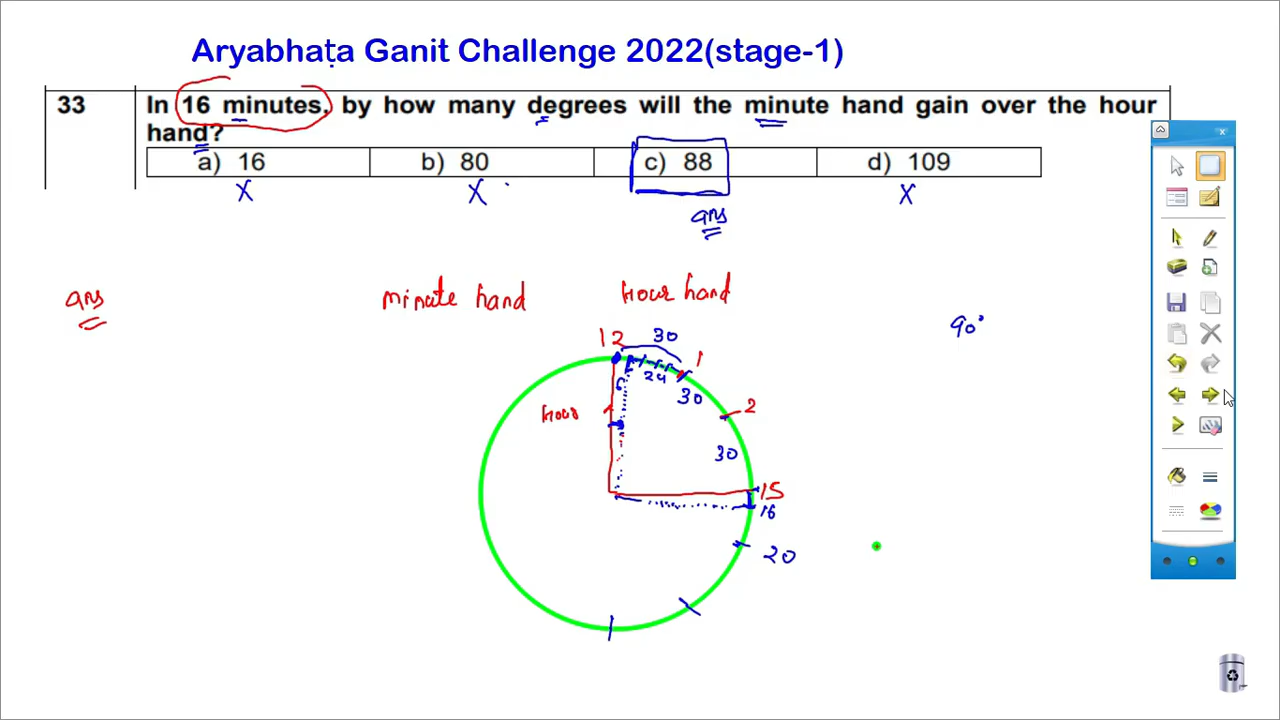 Aryabhaṭa Ganit Challenge 2022(stage-1)
33 In 16 minutes, by how many degrees will the minute hand gain over the hour
hand?
a) 16 b) 80 c) 88 d) 109
X X X
ans
ans minute hand Hour hand
90°
12 30 1
6 24 30
hour 2
30
15
16
20